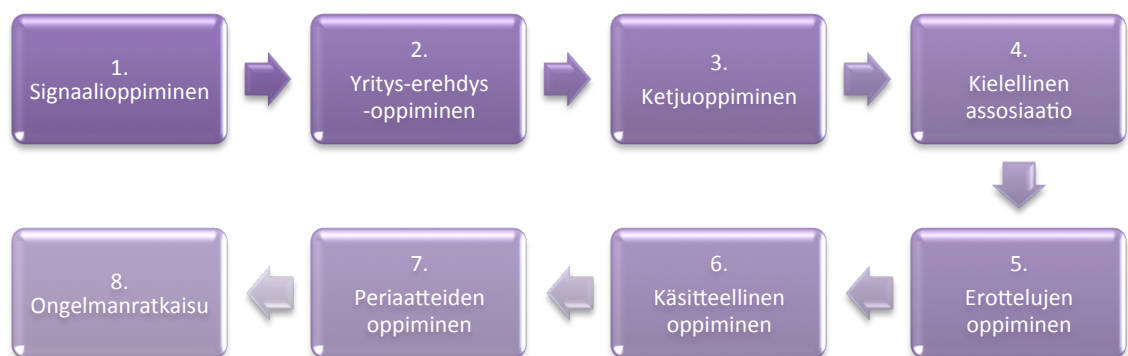 1.
Signaalioppiminen
2.
Yritys-erehdys
-oppiminen
3.
Ketjuoppiminen
4.
Kielellinen
assosiaatio
5.
Erottelujen
oppiminen
6.
Käsitteellinen
oppiminen
7.
Periaatteiden
oppiminen
8.
Ongelmanratkaisu